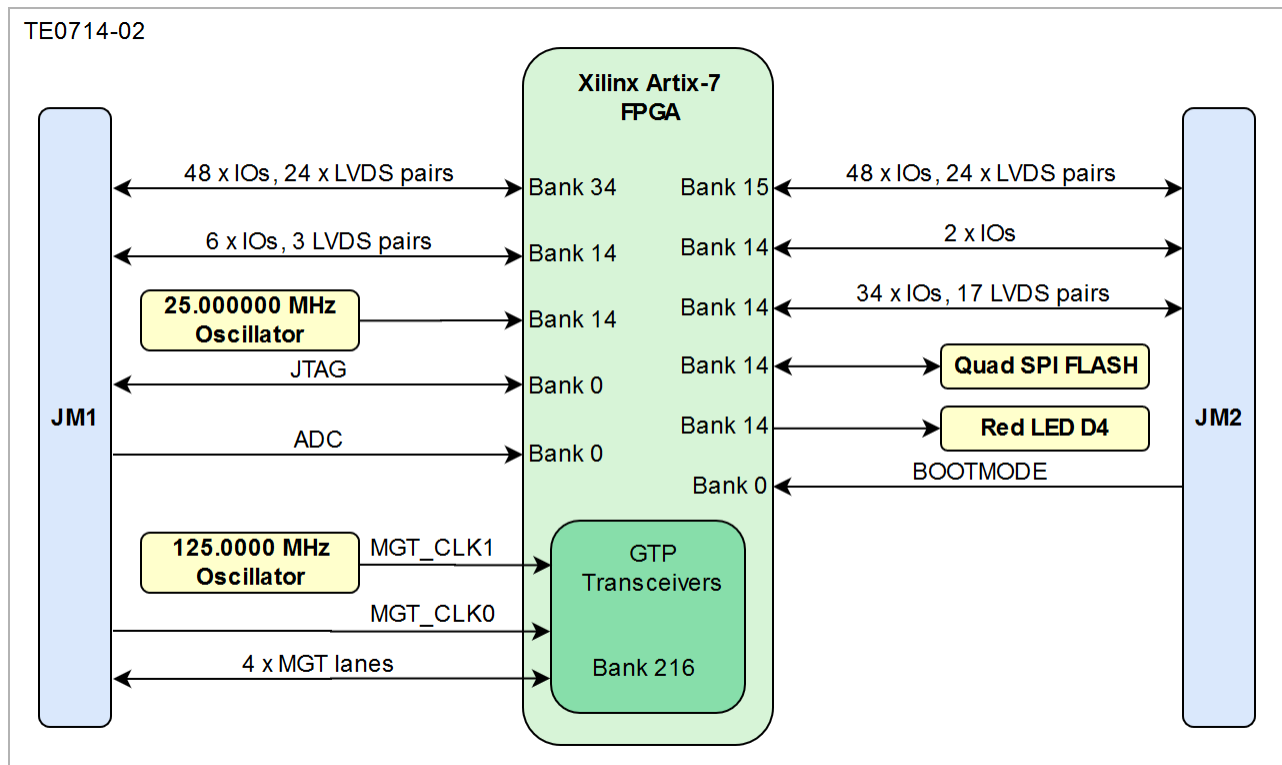 TE0714-02
Xilinx Artix-7
FPGA
JM1
48 x IOs, 24 x LVDS pairs
Bank 34
6 x IOs, 3 LVDS pairs
Bank 14
25.000000 MHz
Oscillator
Bank 14
JTAG
Bank 0
ADC
Bank 0
125.0000 MHz
Oscillator
MGT_CLK1
MGT_CLK0
4 x MGT lanes
GTP
Transceivers
Bank 216
Bank 15
48 x IOs, 24 x LVDS pairs
Bank 14
2 x IOs
Bank 14
34 x IOs, 17 LVDS pairs
Bank 14
Quad SPI FLASH
Bank 14
Red LED D4
Bank 0
BOOTMODE
JM2